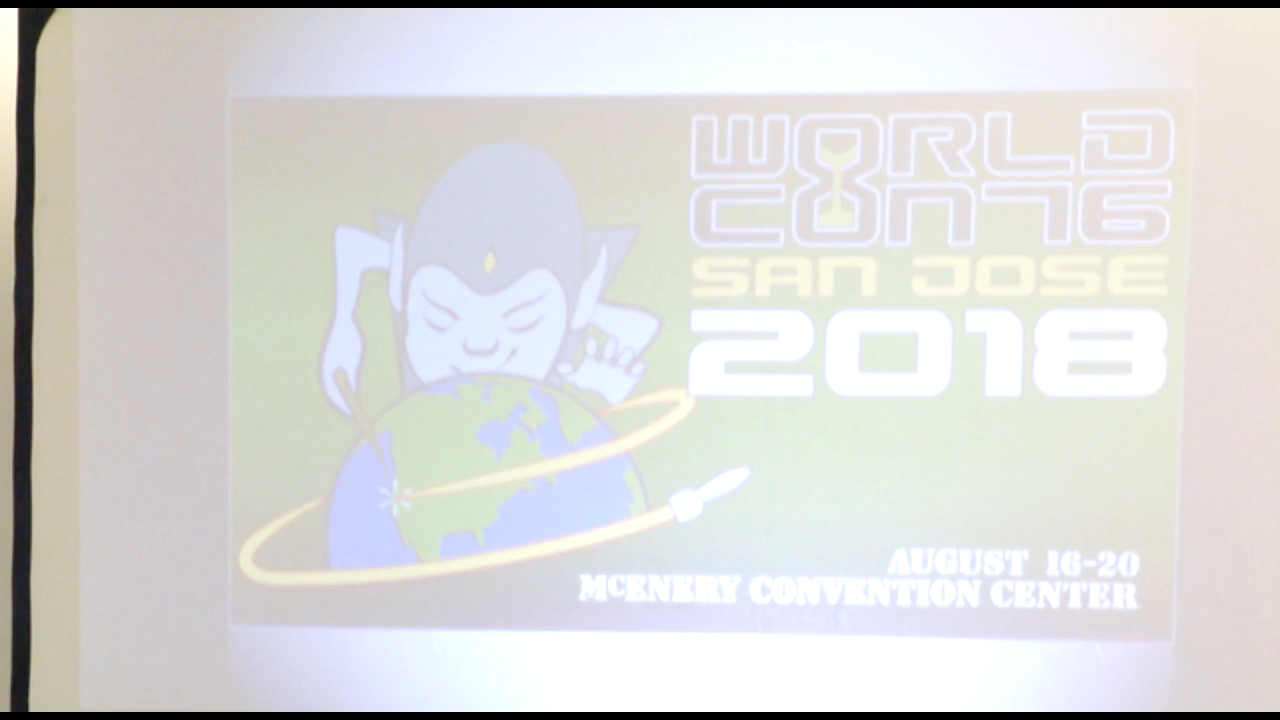 WORLD
CON76
SAN JOSE
2018
AUGUST 16-20
McENERY CONVENTION CENTER